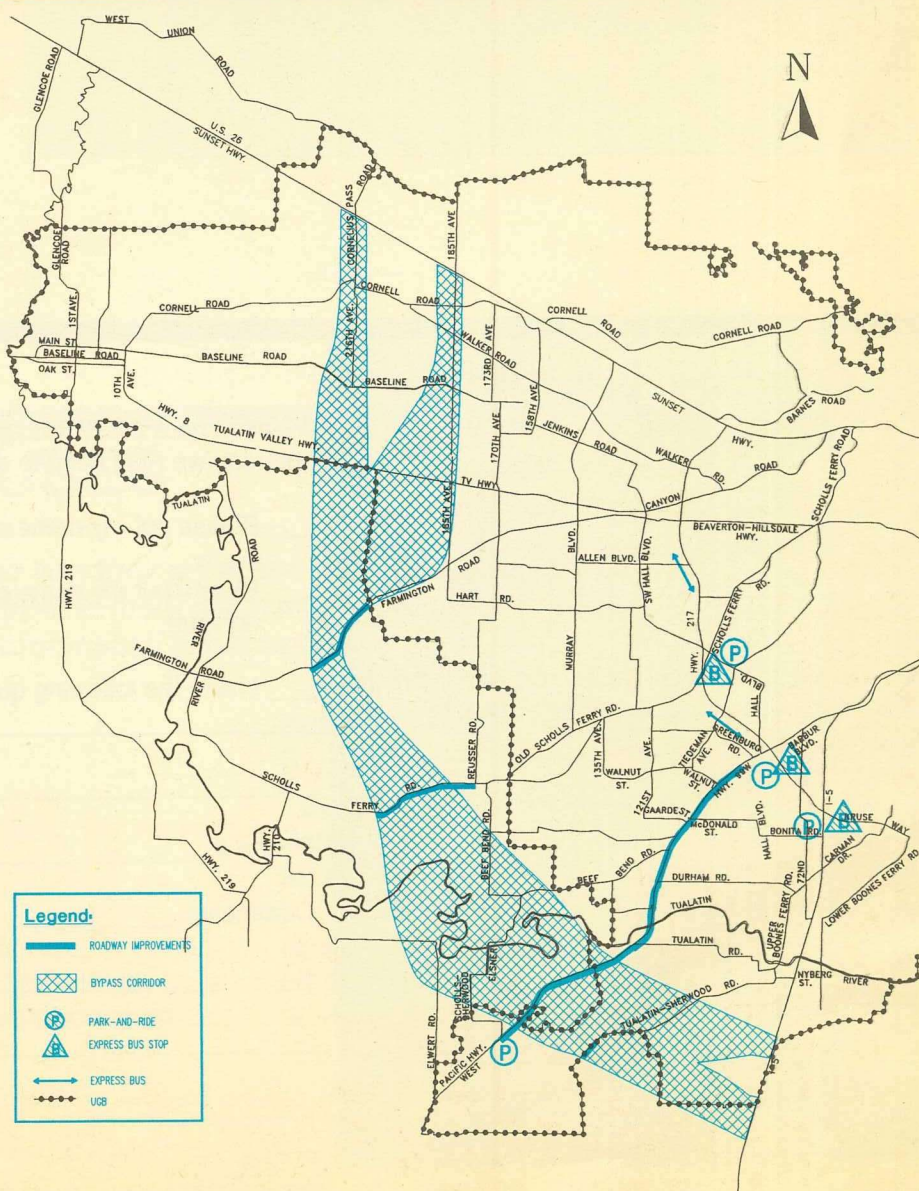 WEST
UNION
ROAD
GLENCOE ROAD
N
U.S. 26
SUNSET HWY.
CORNELIUS PASS
ROAD
185TH AVE
GLENCOE
ROAD
1ST AVE.
CORNELL ROAD
CORNELL
ROAD
216TH AVE.
CORNELL
ROAD
CORNELL ROAD
MAIN ST.
BASELINE ROAD
OAK ST.
10TH
AVE.
BASELINE ROAD
BASELINE ROAD
WALKER ROAD
173RD AVE
158TH AVE.
170TH AVE
JENKINS
ROAD
SUNSET
HWY.
BARNES ROAD
HWY. 8
TUALATIN VALLEY HWY.
TV HWY
WALKER
RD.
ROAD
CANYON
SCHOLLS FERRY ROAD
185TH AVE.
TUALATIN
ROAD
BEAVERTON-HILLSDALE
HWY.
BLVD.
ALLEN BLVD.
SW HALL BLVD.
HWY. 219
RIVER
FARMINGTON
ROAD
HART RD.
217
HWY.
SCHOLLS FERRY
RD.
MURRAY
P
B
FARMINGTON ROAD
RIVER
BLVD
HALL
REUSSER RD.
OLD SCHOLLS FERRY RD.
135TH AVE.
121ST
AVE.
TIEDEMAN
AVE.
GREENBURG
RD.
BARBUR
BLVD.
B
P
WALNUT
ST.
WALNUT
ST.
HWY. 99W
SCHOLLS
FERRY
RD.
GAARDEST.
McDONALD
ST.
HALL BLVD.
BONITA RD.
P
B
BRUSE
WAY
I-5
72ND
CARMAN
DR.
HWY. 219
HWY. 219
BEEF BEND RD.
BEEF
BEND RD.
DURHAM RD.
LOWER BOONES FERRY RD.
UPPER
BOONES FERRY RD.
TUALATIN
TUALATIN
RD.
NYBERG
ST.
RIVER
ELSNER
SCHOLLS-
SHERWOOD
TUALATIN-SHERWOOD RD.
ELWERT RD.
PACIFIC HWY.
WEST
P
I-5
Legend:
ROADWAY IMPROVEMENTS
BYPASS CORRIDOR
P PARK-AND-RIDE
B EXPRESS BUS STOP
EXPRESS BUS
UGB